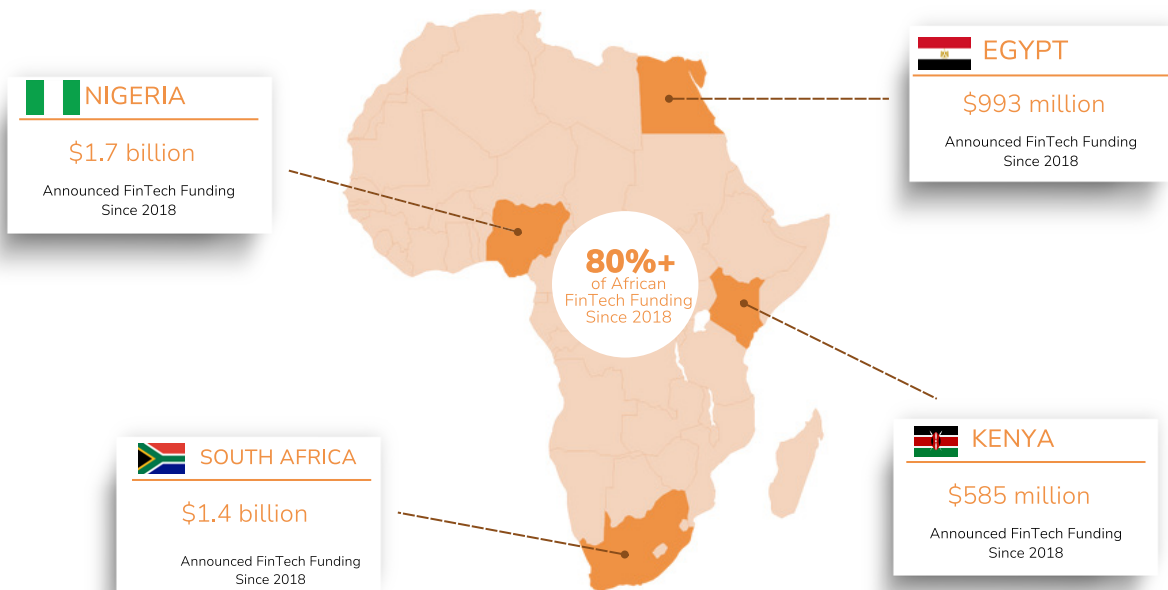 NIGERIA
$1.7 billion
Announced FinTech Funding
Since 2018
EGYPT
$993 million
Announced FinTech Funding
Since 2018
80%+
of African
FinTech Funding
Since 2018
SOUTH AFRICA
$1.4 billion
Announced FinTech Funding
Since 2018
KENYA
$585 million
Announced FinTech Funding
Since 2018